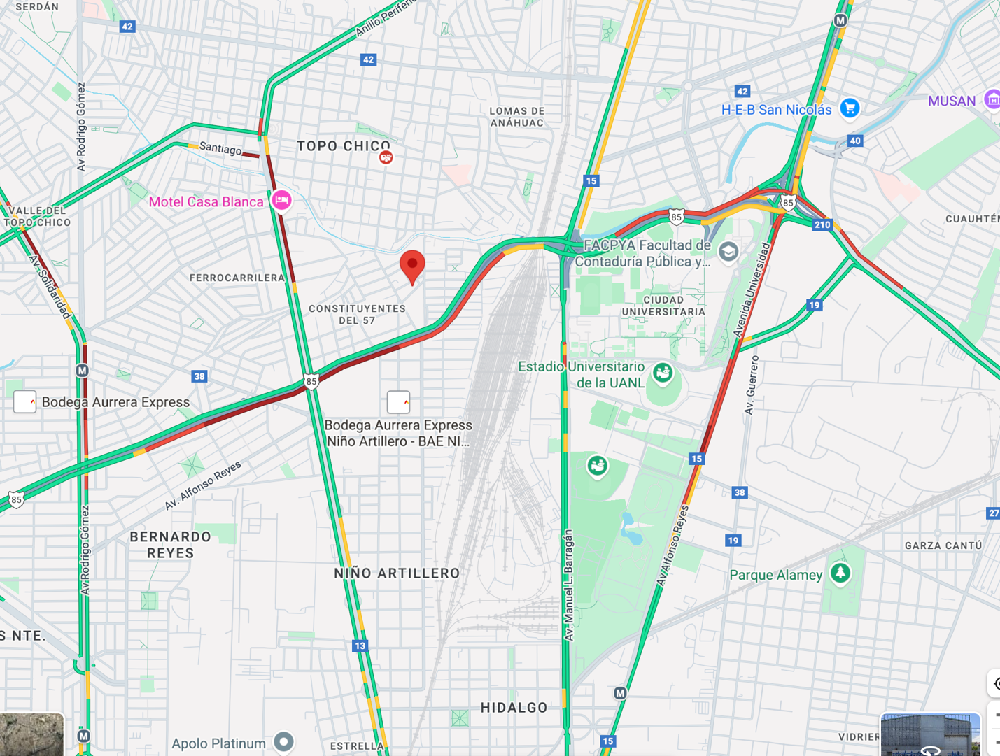 SERDÁN
42
Anillo Periféri
42
Av Rodrigo Gómez
LOMAS DE
ANÁHUAC
M
42
H-E-B San Nicolás
MUSAN
40
Santiago
TOPO CHICO
15
Motel Casa Blanca
85
85
VALLE DEL
TOPO CHICO
210
CUAUHTÉM
FACPYA Facultad de
Contaduría Pública y...
Av. Solidaridad
FERROCARRILERA
CONSTITUYENTES
DEL 57
CIUDAD
UNIVERSITARIA
Avenida Universidad
19
M
38
85
Estadio Universitario
de la UANL
Av. Guerrero
Bodega Aurrera Express
Bodega Aurrera Express
Niño Artillero - BAE NI...
15
Av. Alfonso Reyes
38
85
27
Av Rodrigo Gómez
BERNARDO
REYES
Av. Manuel L. Barragán
Av Alfonso Reyes
19
GARZA CANTÚ
NIÑO ARTILLERO
Parque Alamey
S NTE.
13
M
HIDALGO
M
Apolo Platinum
ESTRELLA
15
VIDRIER